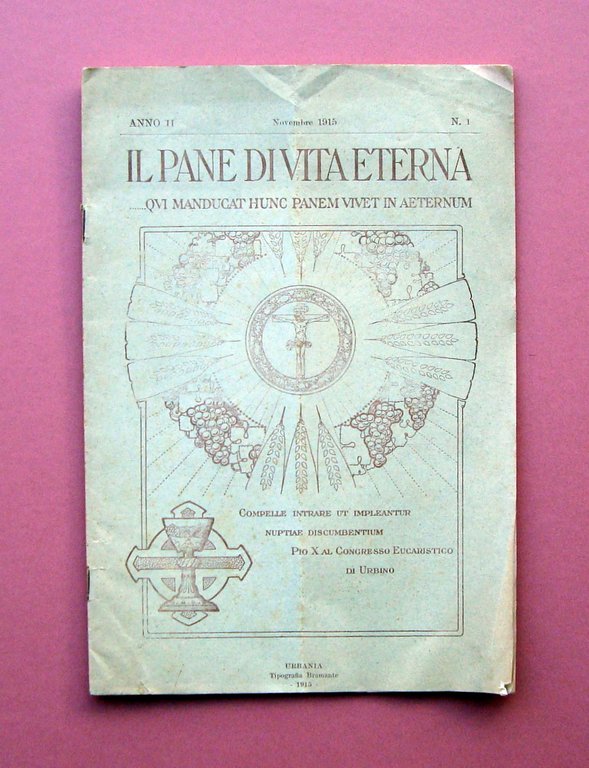 ANNO II Novembre 1915 N. 1
IL PANE DI VITA ETERNA
......QVI MANDUCAT HUNC PANEM VIVET IN AETERNUM
COMPELLE INTRARE UT IMPLEANTUR
NUPTIAE DISCUMBENTIUM
PIO X AL CONGRESSO EUCARISTICO
DI URBINO
URBANIA
Tipografia Bramante
- 1915 -